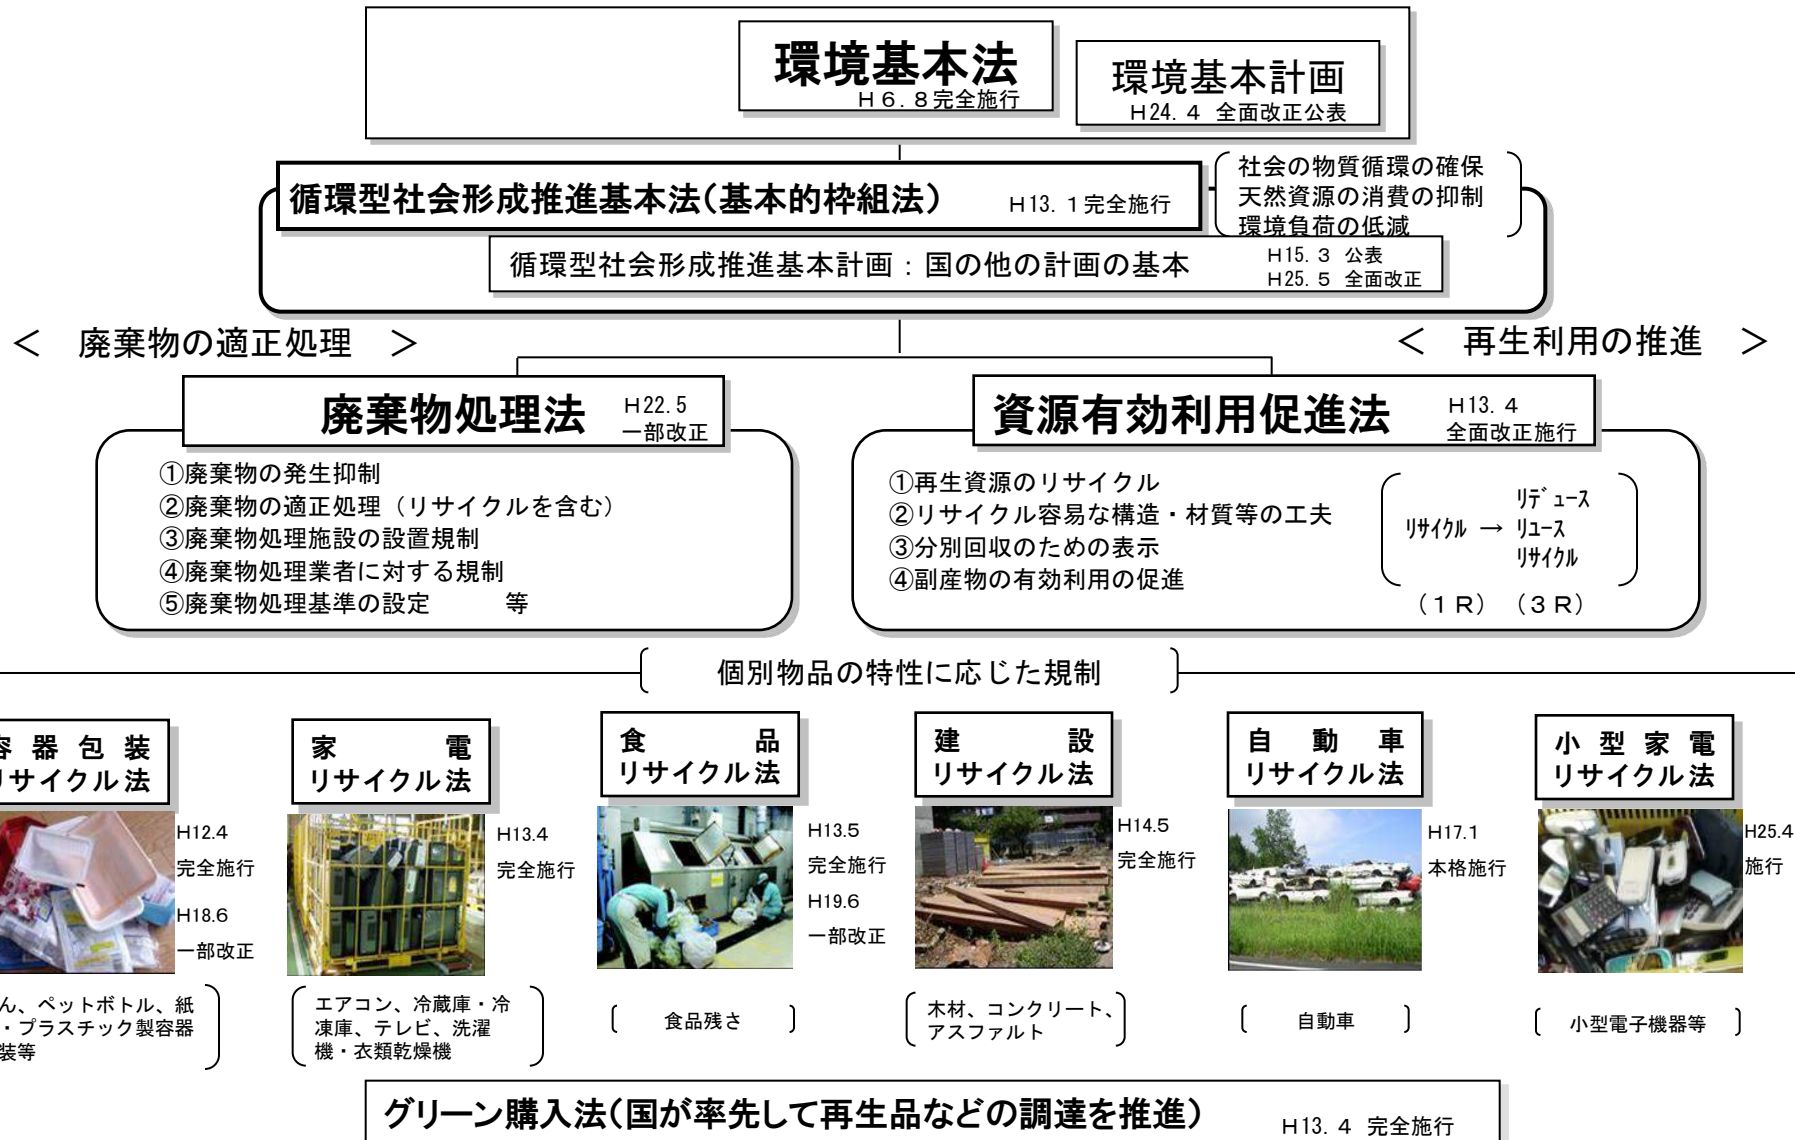 環境基本法
H6.8完全施行
環境基本計画
H24.4 全面改正公表
循環型社会形成推進基本法(基本的枠組法)
H13.1完全施行
社会の物質循環の確保
天然資源の消費の抑制
環境負荷の低減
循環型社会形成推進基本計画：国の他の計画の基本
H15.3 公表
H25.5 全面改正
＜ 廃棄物の適正処理 ＞
＜ 再生利用の推進 ＞
廃棄物処理法
H22.5
一部改正
①廃棄物の発生抑制
②廃棄物の適正処理（リサイクルを含む）
③廃棄物処理施設の設置規制
④廃棄物処理業者に対する規制
⑤廃棄物処理基準の設定 等
資源有効利用促進法
H13.4
全面改正施行
①再生資源のリサイクル
②リサイクル容易な構造・材質等の工夫
③分別回収のための表示
④副産物の有効利用の促進
ﾘﾃﾞｭｰｽ
ﾘｻｲｸﾙ → ﾘﾕｰｽ
ﾘｻｲｸﾙ
（１Ｒ）（３Ｒ）
個別物品の特性に応じた規制
容器包装
リサイクル法
H12.4
完全施行
H18.6
一部改正
ん、ペットボトル、紙
・プラスチック製容器
装等
家電
リサイクル法
H13.4
完全施行
エアコン、冷蔵庫・冷
凍庫、テレビ、洗濯
機・衣類乾燥機
食品
リサイクル法
H13.5
完全施行
H19.6
一部改正
食品残さ
建設
リサイクル法
H14.5
完全施行
木材、コンクリート、
アスファルト
自動車
リサイクル法
H17.1
本格施行
自動車
小型家電
リサイクル法
H25.4
施行
小型電子機器等
グリーン購入法(国が率先して再生品などの調達を推進)
H13.4 完全施行